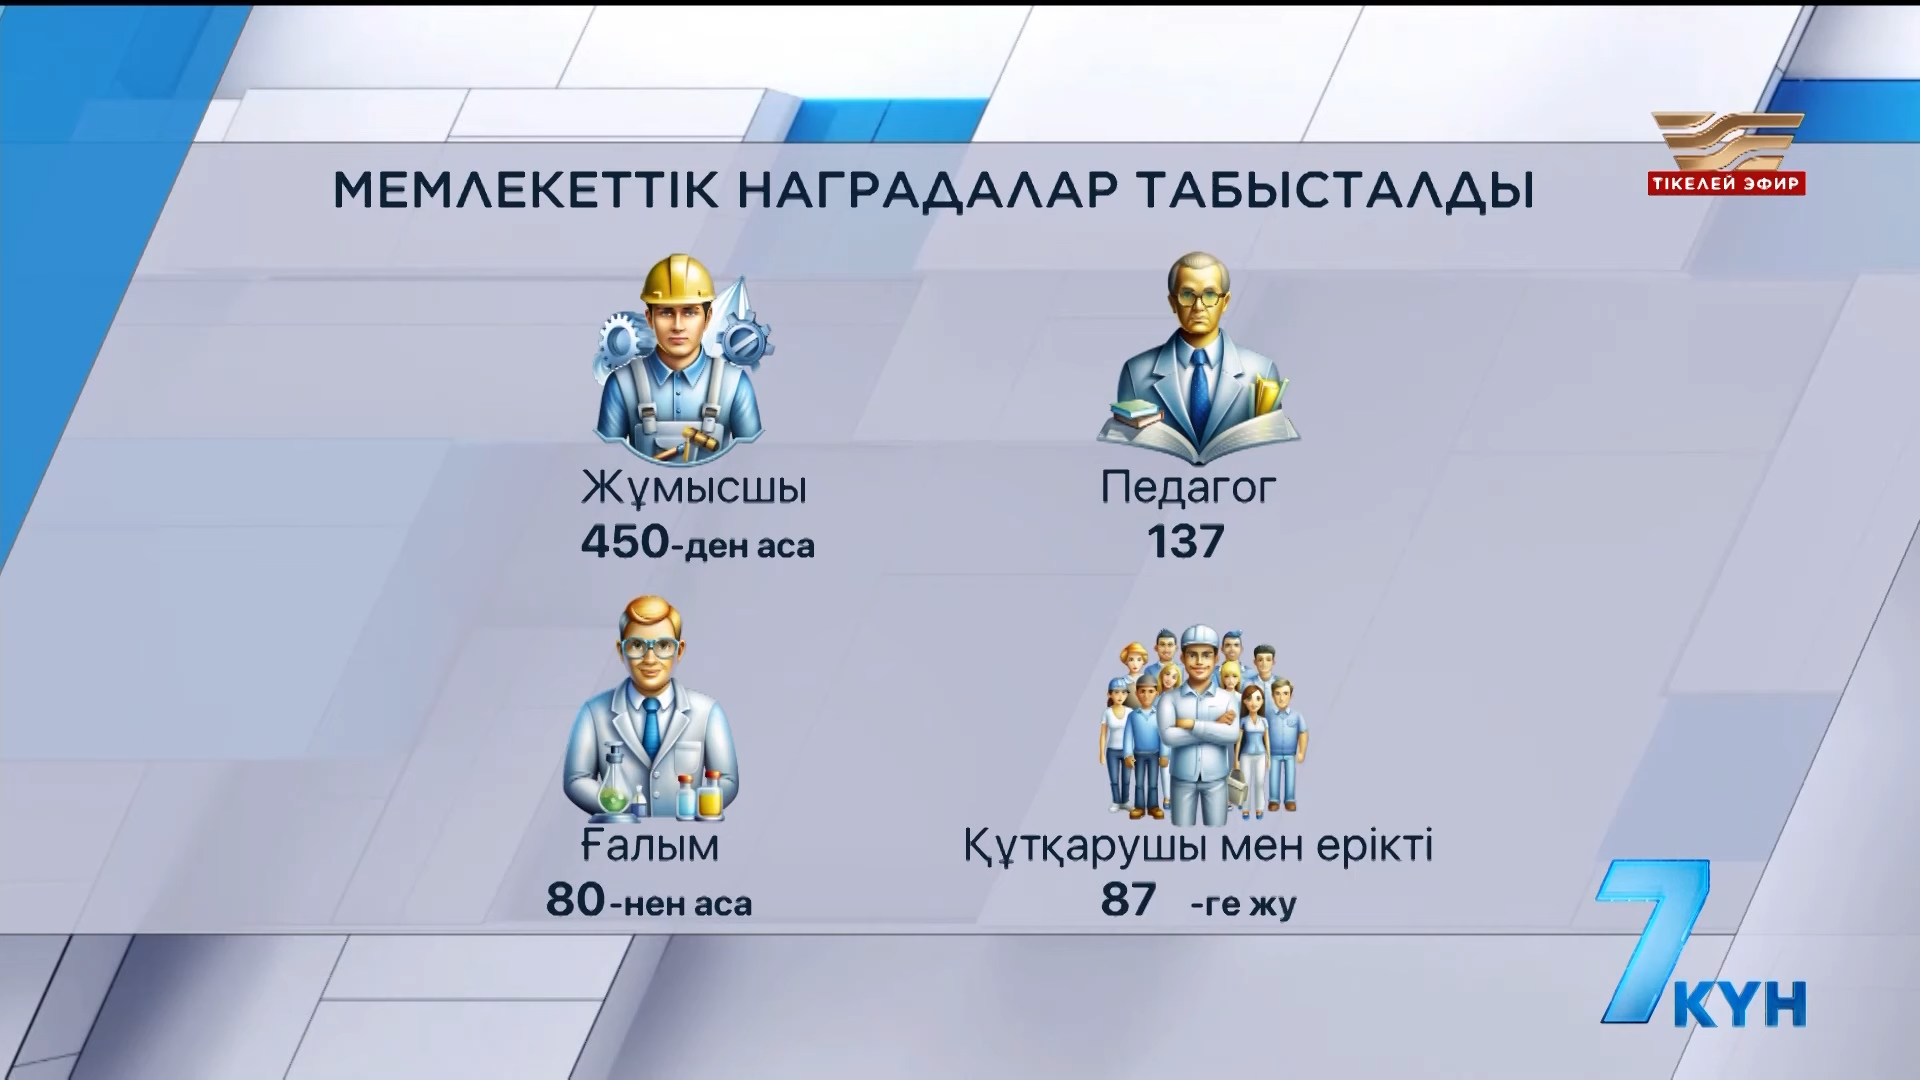 МЕМЛЕКЕТТІК НАГРАДАЛАР ТАБЫСТАЛДЫ
ТІКЕЛЕЙ ЭФИР
Жұмысшы
450-ден аса
Педагог
137
Ғалым
80-нен аса
Құтқарушы мен ерікті
87 -ге жу
7 КҮН